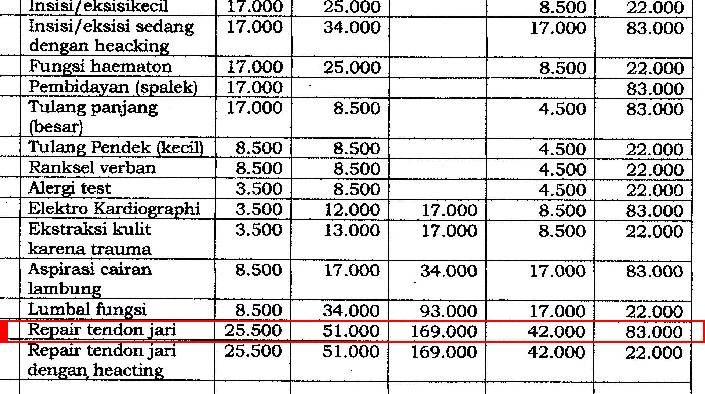 Insisi/eksisikecil 17.000 25.000 8.500 22.000
Insisi/eksisi sedang 17.000 34.000 17.000 83.000
dengan heacking
Fungsi haematon 17.000 25.000 8.500 22.000
Pembidayan (spalek) 17.000 83.000
Tulang panjang 17.000 8.500 4.500 83.000
(besar)
Tulang Pendek (kecil) 8.500 8.500 4.500 22.000
Ranksel verban 8.500 8.500 4.500 22.000
Alergi test 3.500 8.500 4.500 22.000
Elektro Kardiographi 3.500 12.000 17.000 8.500 83.000
Ekstraksi kulit 3.500 13.000 17.000 8.500 22.000
karena trauma
Aspirasi cairan 8.500 17.000 34.000 17.000 83.000
lambung
Lumbal fungsi 8.500 34.000 93.000 17.000 22.000
Repair tendon jari 25.500 51.000 169.000 42.000 83.000
Repair tendon jari 25.500 51.000 169.000 42.000 22.000
dengan heacting